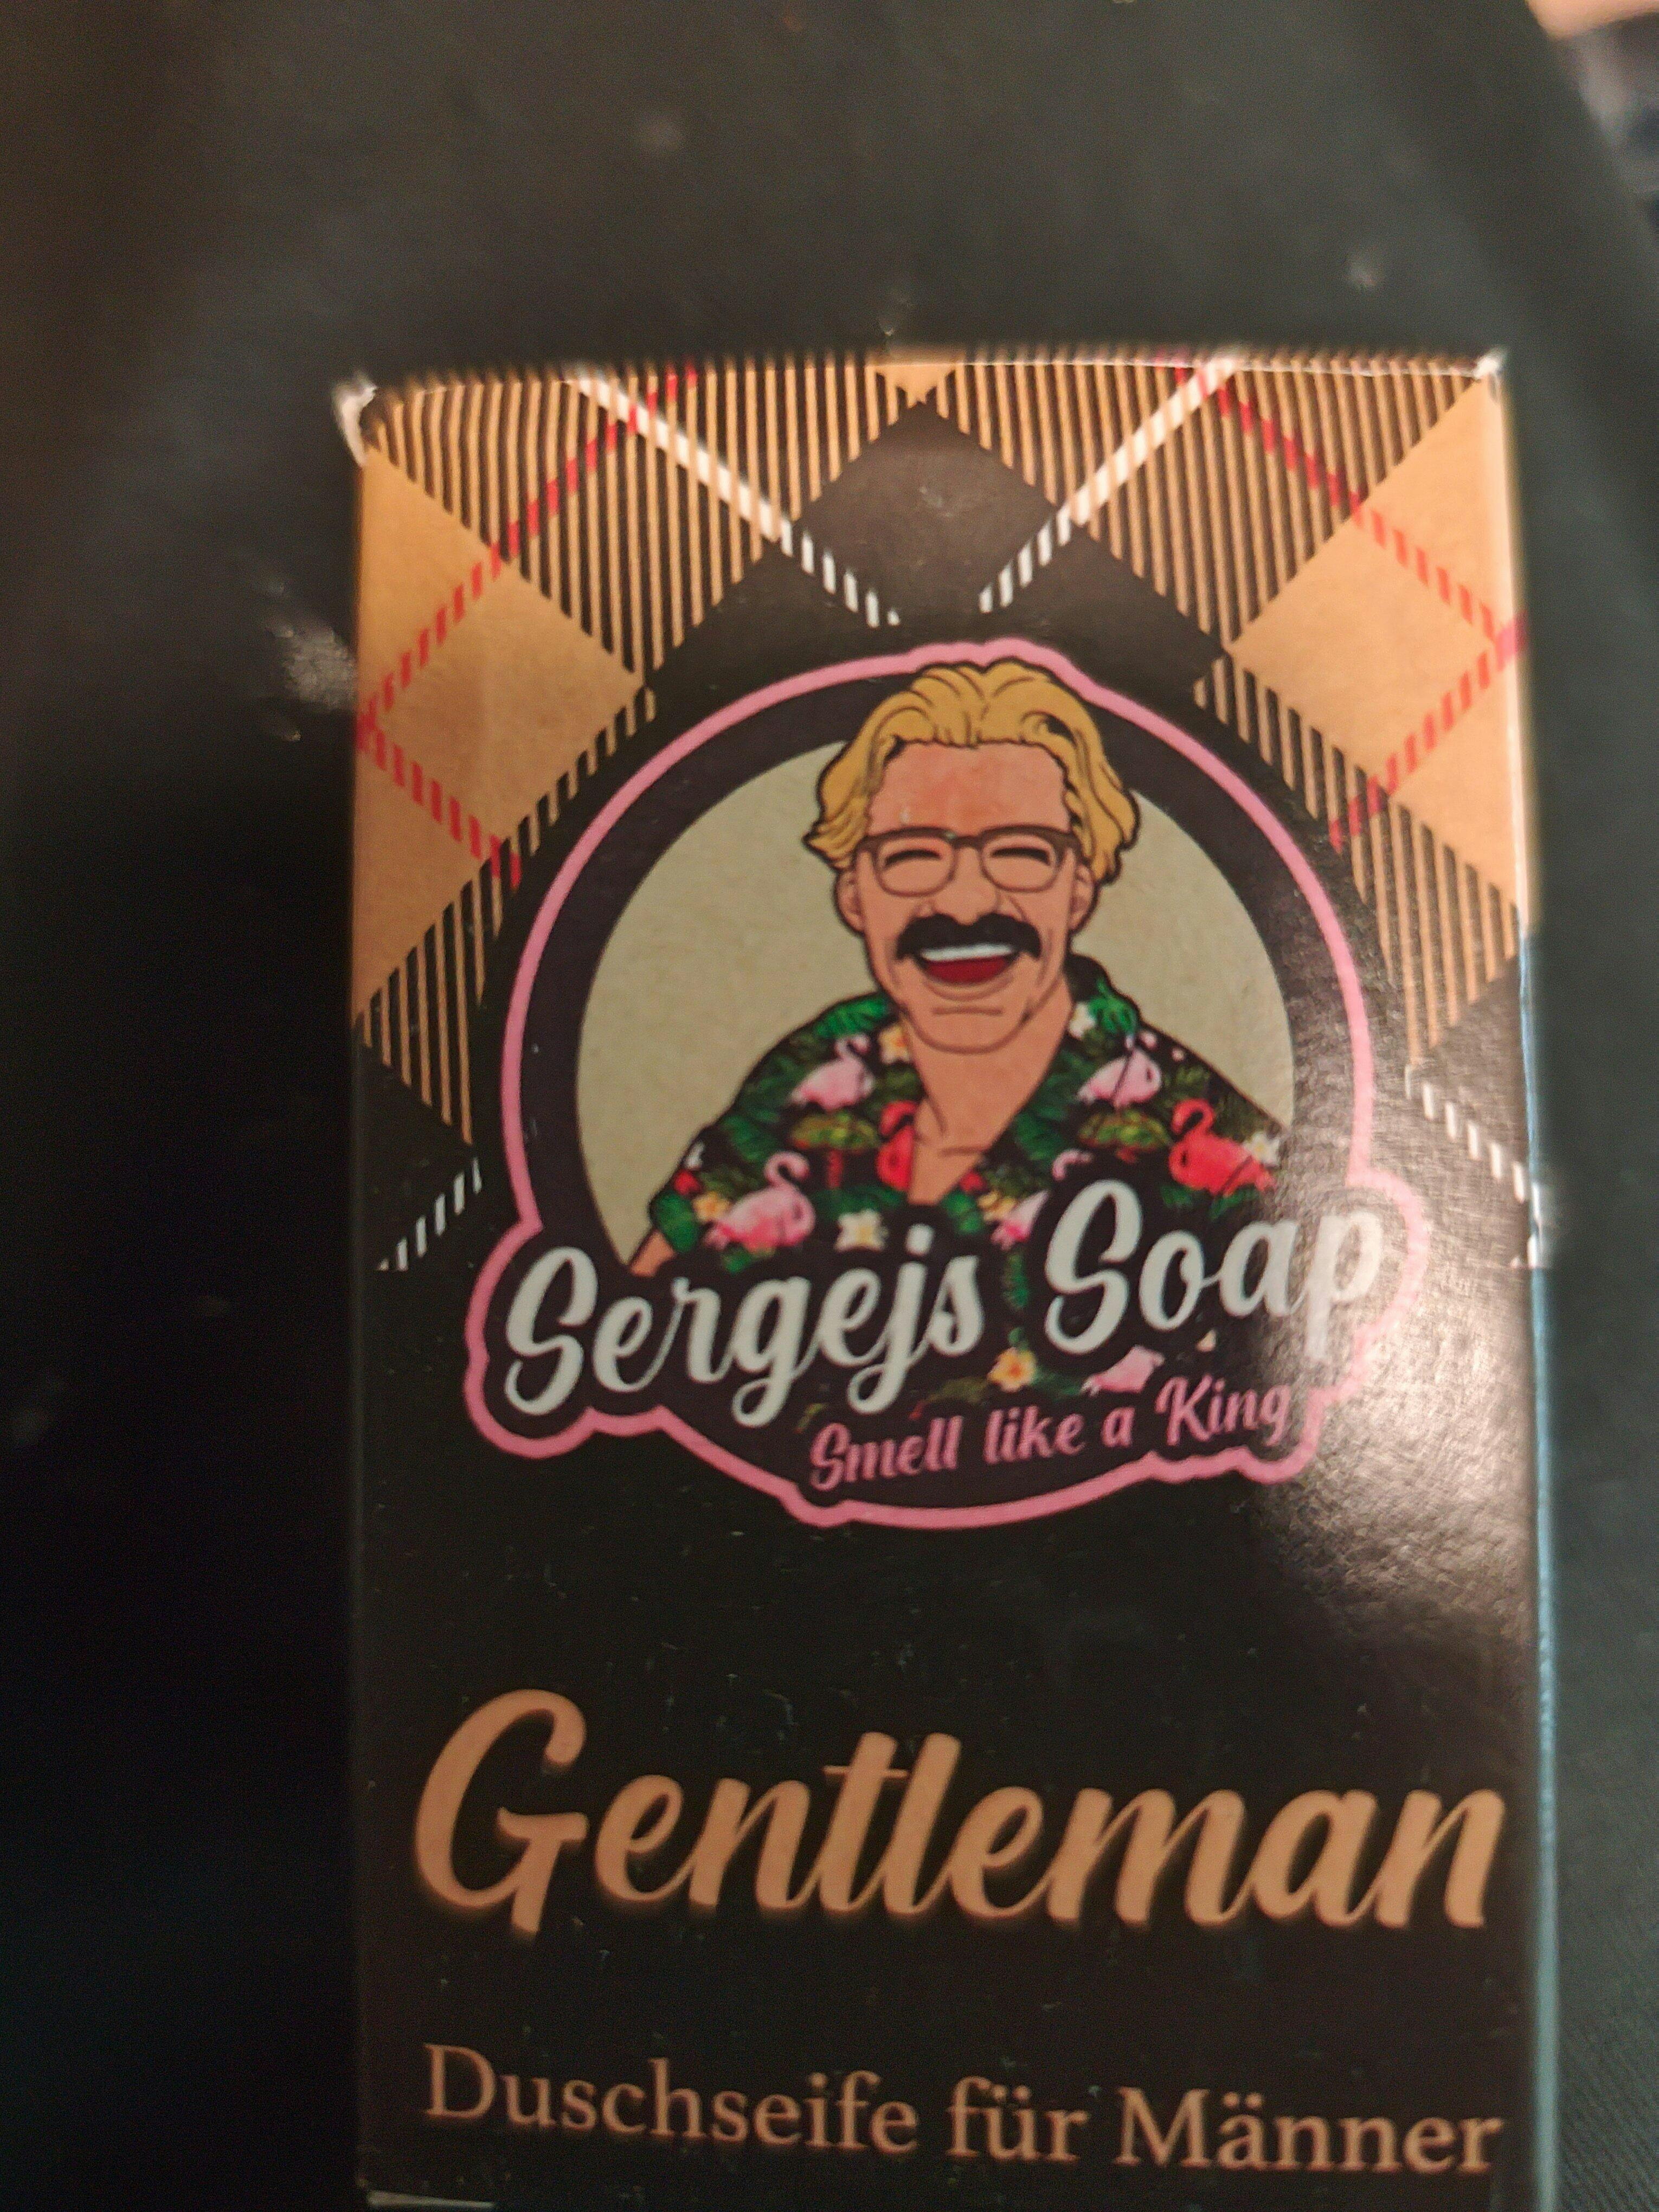 Sergejs Soap
Smell like a King
Gentleman
Duschseife für Männer